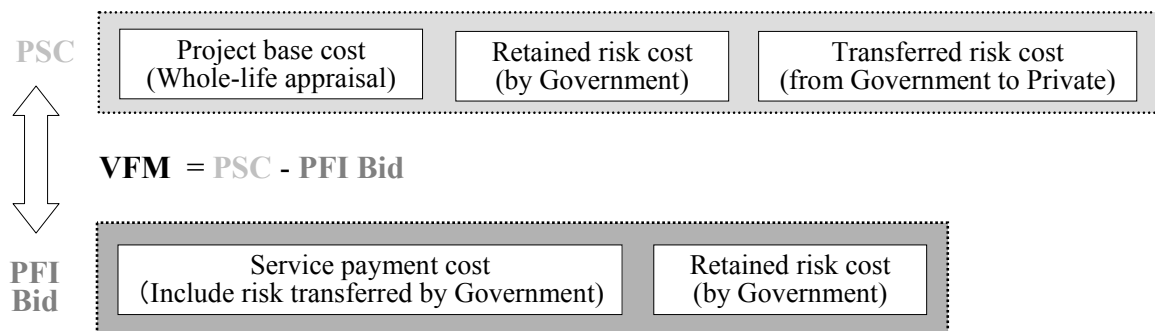 PSC
Project base cost
(Whole-life appraisal)
Retained risk cost
(by Government)
Transferred risk cost
(from Government to Private)
VFM = PSC - PFI Bid
PFI
Bid
Service payment cost
（Include risk transferred by Government)
Retained risk cost
(by Government)